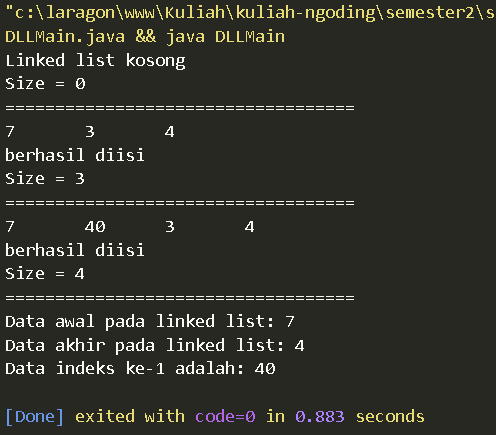 "c:\laragon\www\Kuliah\kuliah-ngoding\semester2\s
DLLMain.java && java DLLMain
Linked list kosong
Size = 0
===================================
7 3 4
berhasil diisi
Size = 3
===================================
7 40 3 4
berhasil diisi
Size = 4
===================================
Data awal pada linked list: 7
Data akhir pada linked list: 4
Data indeks ke-1 adalah: 40
[Done] exited with code=0 in 0.883 seconds